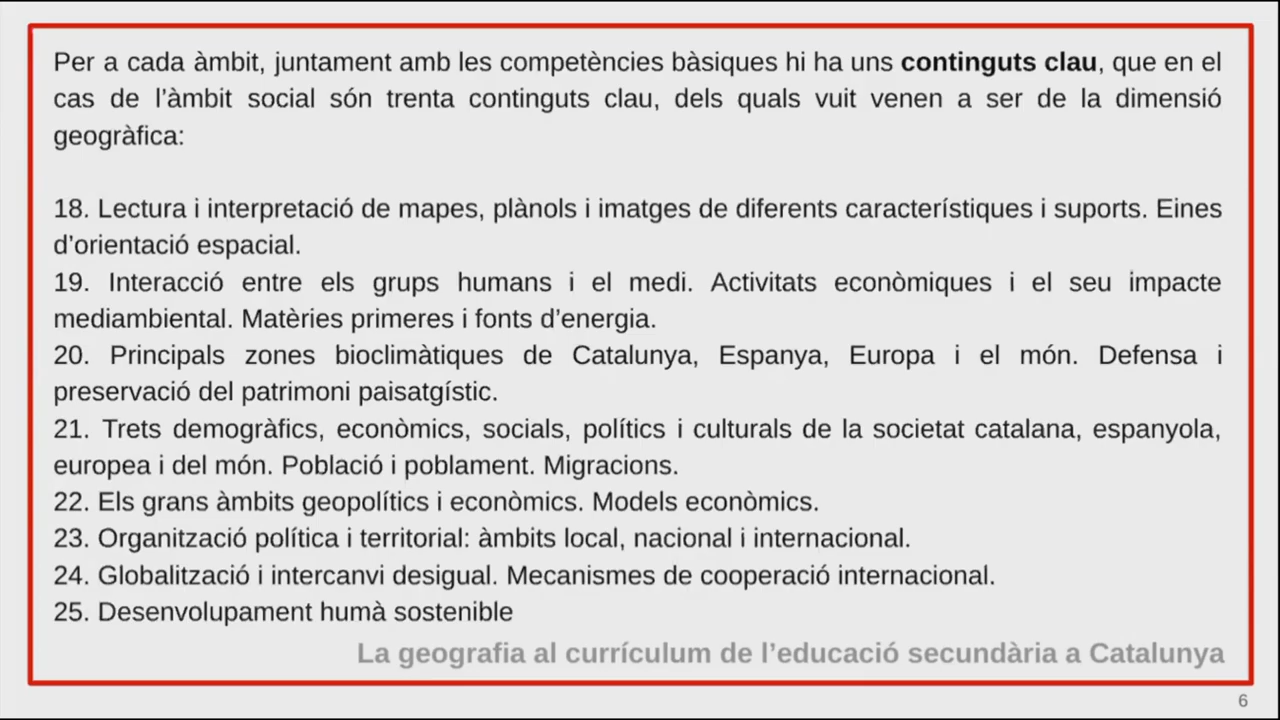 Per a cada àmbit, juntament amb les competències bàsiques hi ha uns continguts clau, que en el
cas de l’àmbit social són trenta continguts clau, dels quals vuit venen a ser de la dimensió
geogràfica:
18. Lectura i interpretació de mapes, plànols i imatges de diferents característiques i suports. Eines
d’orientació espacial.
19. Interacció entre els grups humans i el medi. Activitats econòmiques i el seu impacte
mediambiental. Matèries primeres i fonts d’energia.
20. Principals zones bioclimàtiques de Catalunya, Espanya, Europa i el món. Defensa i
preservació del patrimoni paisatgístic.
21. Trets demogràfics, econòmics, socials, polítics i culturals de la societat catalana, espanyola,
europea i del món. Població i poblament. Migracions.
22. Els grans àmbits geopolítics i econòmics. Models econòmics.
23. Organització política i territorial: àmbits local, nacional i internacional.
24. Globalització i intercanvi desigual. Mecanismes de cooperació internacional.
25. Desenvolupament humà sostenible
La geografia al currículum de l’educació secundària a Catalunya
6